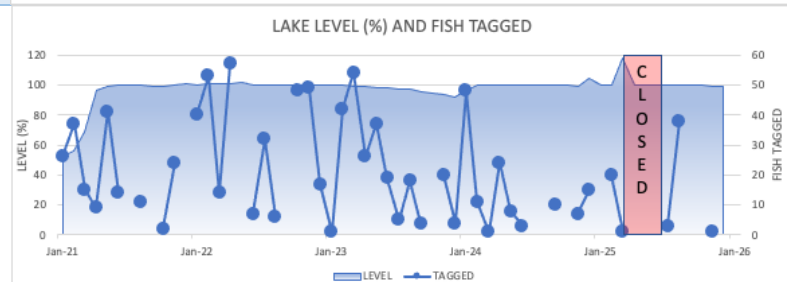 LAKE LEVEL (%) AND FISH TAGGED
120
100
80
60
40
20
0
LEVEL (%)
60
50
40
30
20
10
0
FISH TAGGED
CLOSED
Jan-21 Jan-22 Jan-23 Jan-24 Jan-25 Jan-26
LEVEL TAGGED